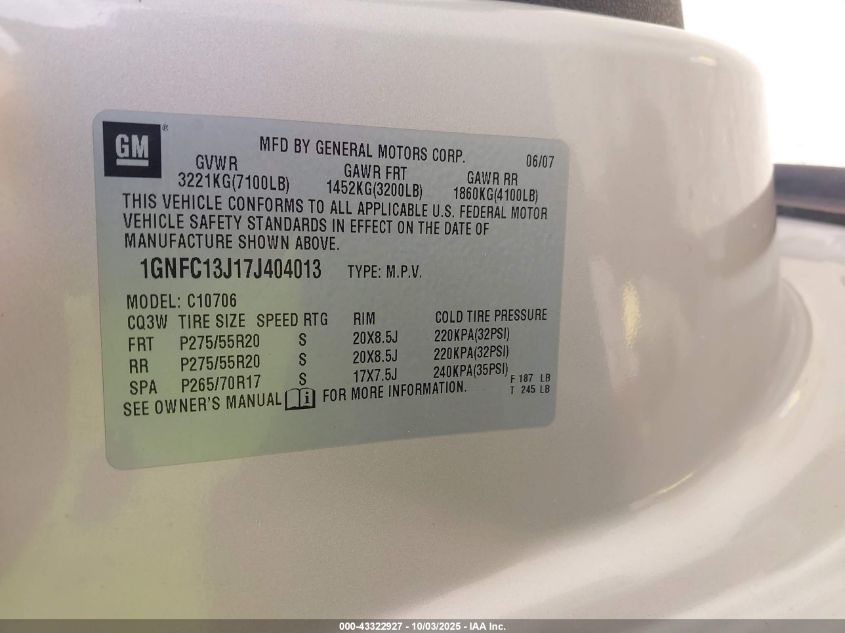 GM ®
MFD BY GENERAL MOTORS CORP. 06/07
GVWR GAWR FRT GAWR RR
3221KG(7100LB) 1452KG(3200LB) 1860KG(4100LB)
THIS VEHICLE CONFORMS TO ALL APPLICABLE U.S. FEDERAL MOTOR
VEHICLE SAFETY STANDARDS IN EFFECT ON THE DATE OF
MANUFACTURE SHOWN ABOVE.
1GNFC13J17J404013 TYPE: M.P.V.
MODEL: C10706
CQ3W TIRE SIZE SPEED RTG RIM COLD TIRE PRESSURE
FRT P275/55R20 S 20X8.5J 220KPA(32PSI)
RR P275/55R20 S 20X8.5J 220KPA(32PSI)
SPA P265/70R17 S 17X7.5J 240KPA(35PSI) F 187 LB
T 245 LB
SEE OWNER'S MANUAL i FOR MORE INFORMATION.
000-43322927 - 10/03/2025 - IAA Inc.